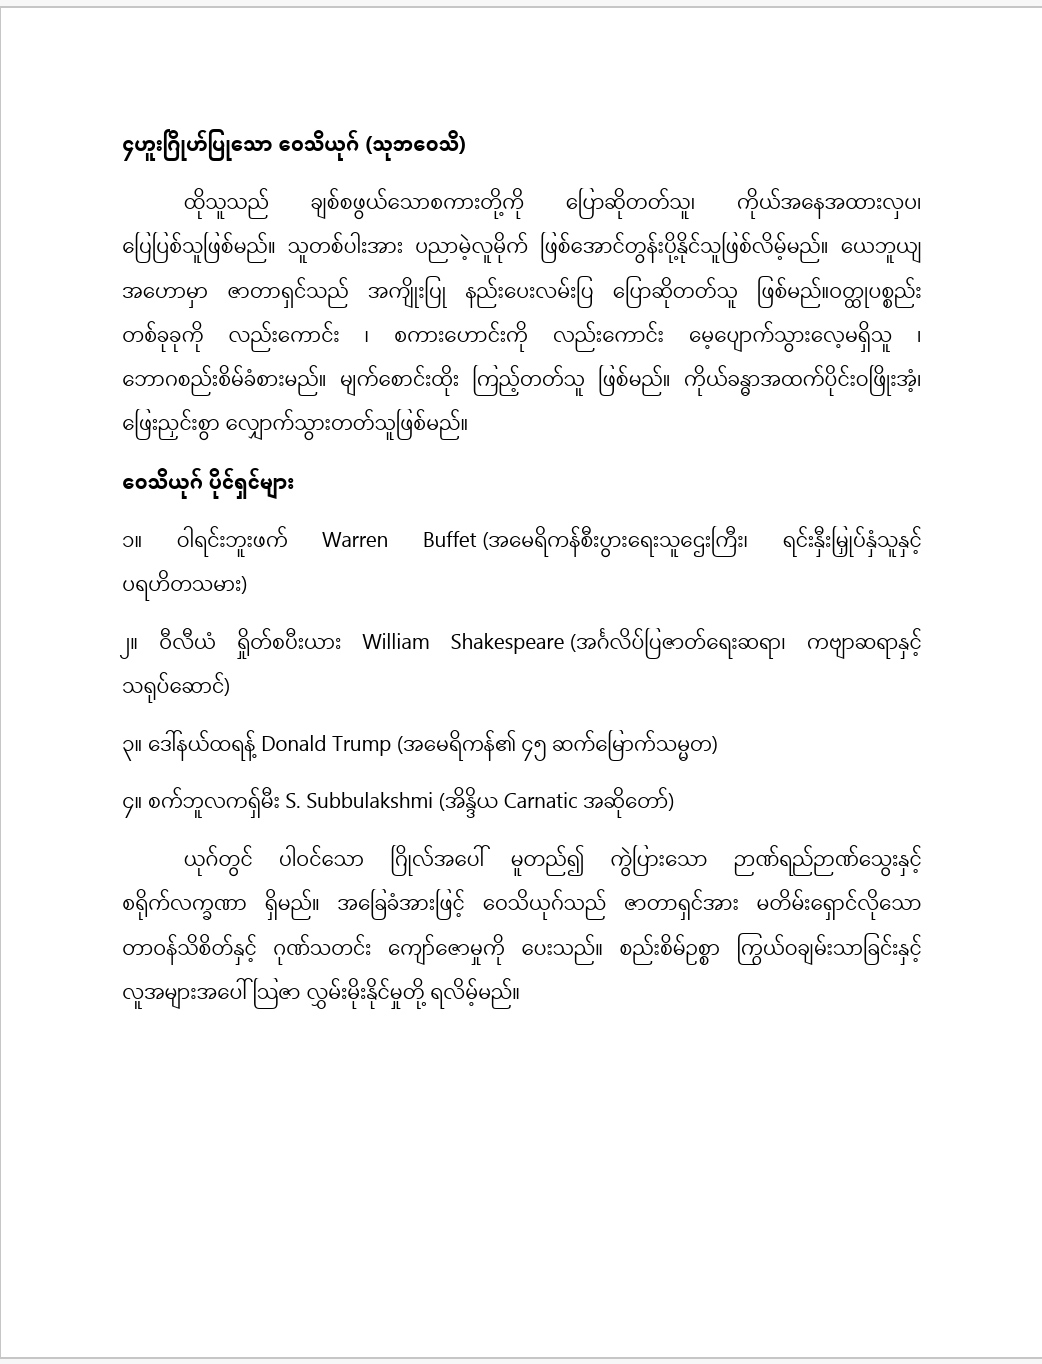 ၄ဟူးဂြိုဟ်ပြုသော ဝေသိယုဂ် (သုဘဝေသိ)
ထိုသူသည် ချစ်စဖွယ်သောစကားတို့ကို ပြောဆိုတတ်သူ၊ ကိုယ်အနေအထားလှပ၊
ပြေပြစ်သူဖြစ်မည်။ သူတစ်ပါးအား ပညာမဲ့လူမိုက် ဖြစ်အောင်တွန်းပို့နိုင်သူဖြစ်လိမ့်မည်။ ယေဘူယျ
အဟောမှာ ဇာတာရှင်သည် အကျိုးပြု နည်းပေးလမ်းပြ ပြောဆိုတတ်သူ ဖြစ်မည်။ဝတ္ထုပစ္စည်း
တစ်ခုခုကို လည်းကောင်း ၊ စကားဟောင်းကို လည်းကောင်း မေ့ပျောက်သွားလေ့မရှိသူ ၊
ဘောဂစည်းစိမ်ခံစားမည်။ မျက်စောင်းထိုး ကြည့်တတ်သူ ဖြစ်မည်။ ကိုယ်ခန္ဓာအထက်ပိုင်းဝဖြိုးအံ့၊
ဖြေးညှင်းစွာ လျှောက်သွားတတ်သူဖြစ်မည်။
ဝေသိယုဂ် ပိုင်ရှင်များ
၁။ ဝါရင်းဘူးဖက် Warren Buffet (အမေရိကန်စီးပွားရေးသူဌေးကြီး၊ ရင်းနှီးမြှုပ်နှံသူနှင့်
ပရဟိတသမား)
၂။ ဝီလီယံ ရှိုတ်စပီးယား William Shakespeare (အင်္ဂလိပ်ပြဇာတ်ရေးဆရာ၊ ကဗျာဆရာနှင့်
သရုပ်ဆောင်)
၃။ ဒေါ်နယ်ထရန့် Donald Trump (အမေရိကန်၏ ၄၅ ဆက်မြောက်သမ္မတ)
၄။ စက်ဘူလကရှ်မီး S. Subbulakshmi (အိန္ဒိယ Carnatic အဆိုတော်)
ယုဂ်တွင် ပါဝင်သော ဂြိုလ်အပေါ် မူတည်၍ ကွဲပြားသော ဉာဏ်ရည်ဉာဏ်သွေးနှင့်
စရိုက်လက္ခဏာ ရှိမည်။ အခြေခံအားဖြင့် ဝေသိယုဂ်သည် ဇာတာရှင်အား မတိမ်းရှောင်လိုသော
တာဝန်သိစိတ်နှင့် ဂုဏ်သတင်း ကျော်ဇောမှုကို ပေးသည်။ စည်းစိမ်ဥစ္စာ ကြွယ်ဝချမ်းသာခြင်းနှင့်
လူအများအပေါ် ဩဇာ လွှမ်းမိုးနိုင်မှုတို့ ရလိမ့်မည်။